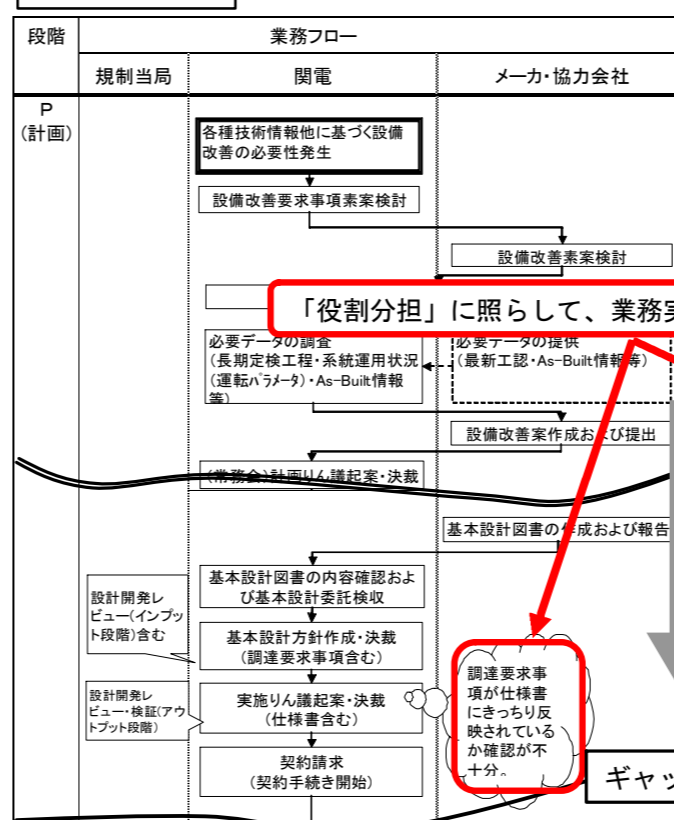 段階
業務フロー
規制当局
関電
メーカ・協力会社
P
(計画)
各種技術情報他に基づく設備
改善の必要性発生
設備改善要求事項素案検討
設備改善素案検討
「役割分担」に照らして、業務実
必要データの調査
(長期定検工程・系統運用状況
(運転パラメータ)・As-Built情報
等)
必要データの提供
(最新工認・As-Built情報等)
設備改善案作成および提出
(常務会)計画りん議起案・決裁
基本設計図書の作成および報告
基本設計図書の内容確認およ
び基本設計委託検収
設計開発レ
ビュー(インプッ
ト段階)含む
基本設計方針作成・決裁
(調達要求事項含む)
設計開発レ
ビュー・検証(アウ
トプット段階)
実施りん議起案・決裁
(仕様書含む)
調達要求事
項が仕様書
にきっちり反
映されている
か確認が不
十分。
契約請求
(契約手続き開始)
ギャッ